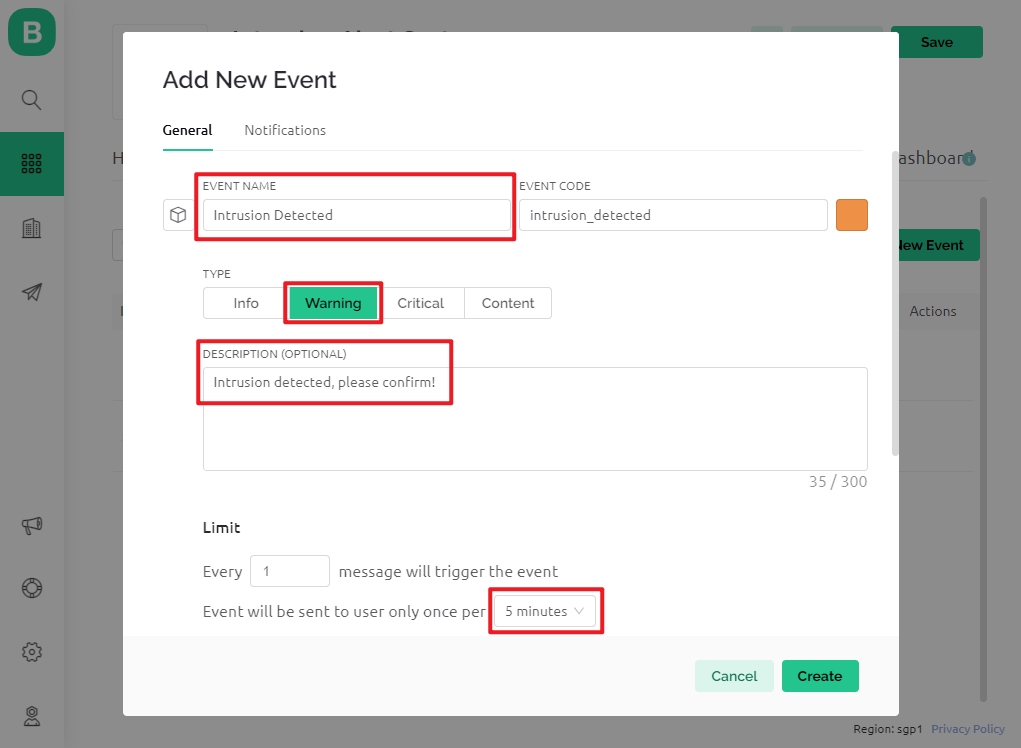 B
Save
Add New Event
General Notifications
EVENT NAME EVENT CODE
Intrusion Detected intrusion_detected
New Event
TYPE
Info Warning Critical Content
Actions
DESCRIPTION (OPTIONAL)
Intrusion detected, please confirm!
35 / 300
Limit
Every 1 message will trigger the event
Event will be sent to user only once per 5 minutes
Cancel Create
Region: sgp1 Privacy Policy